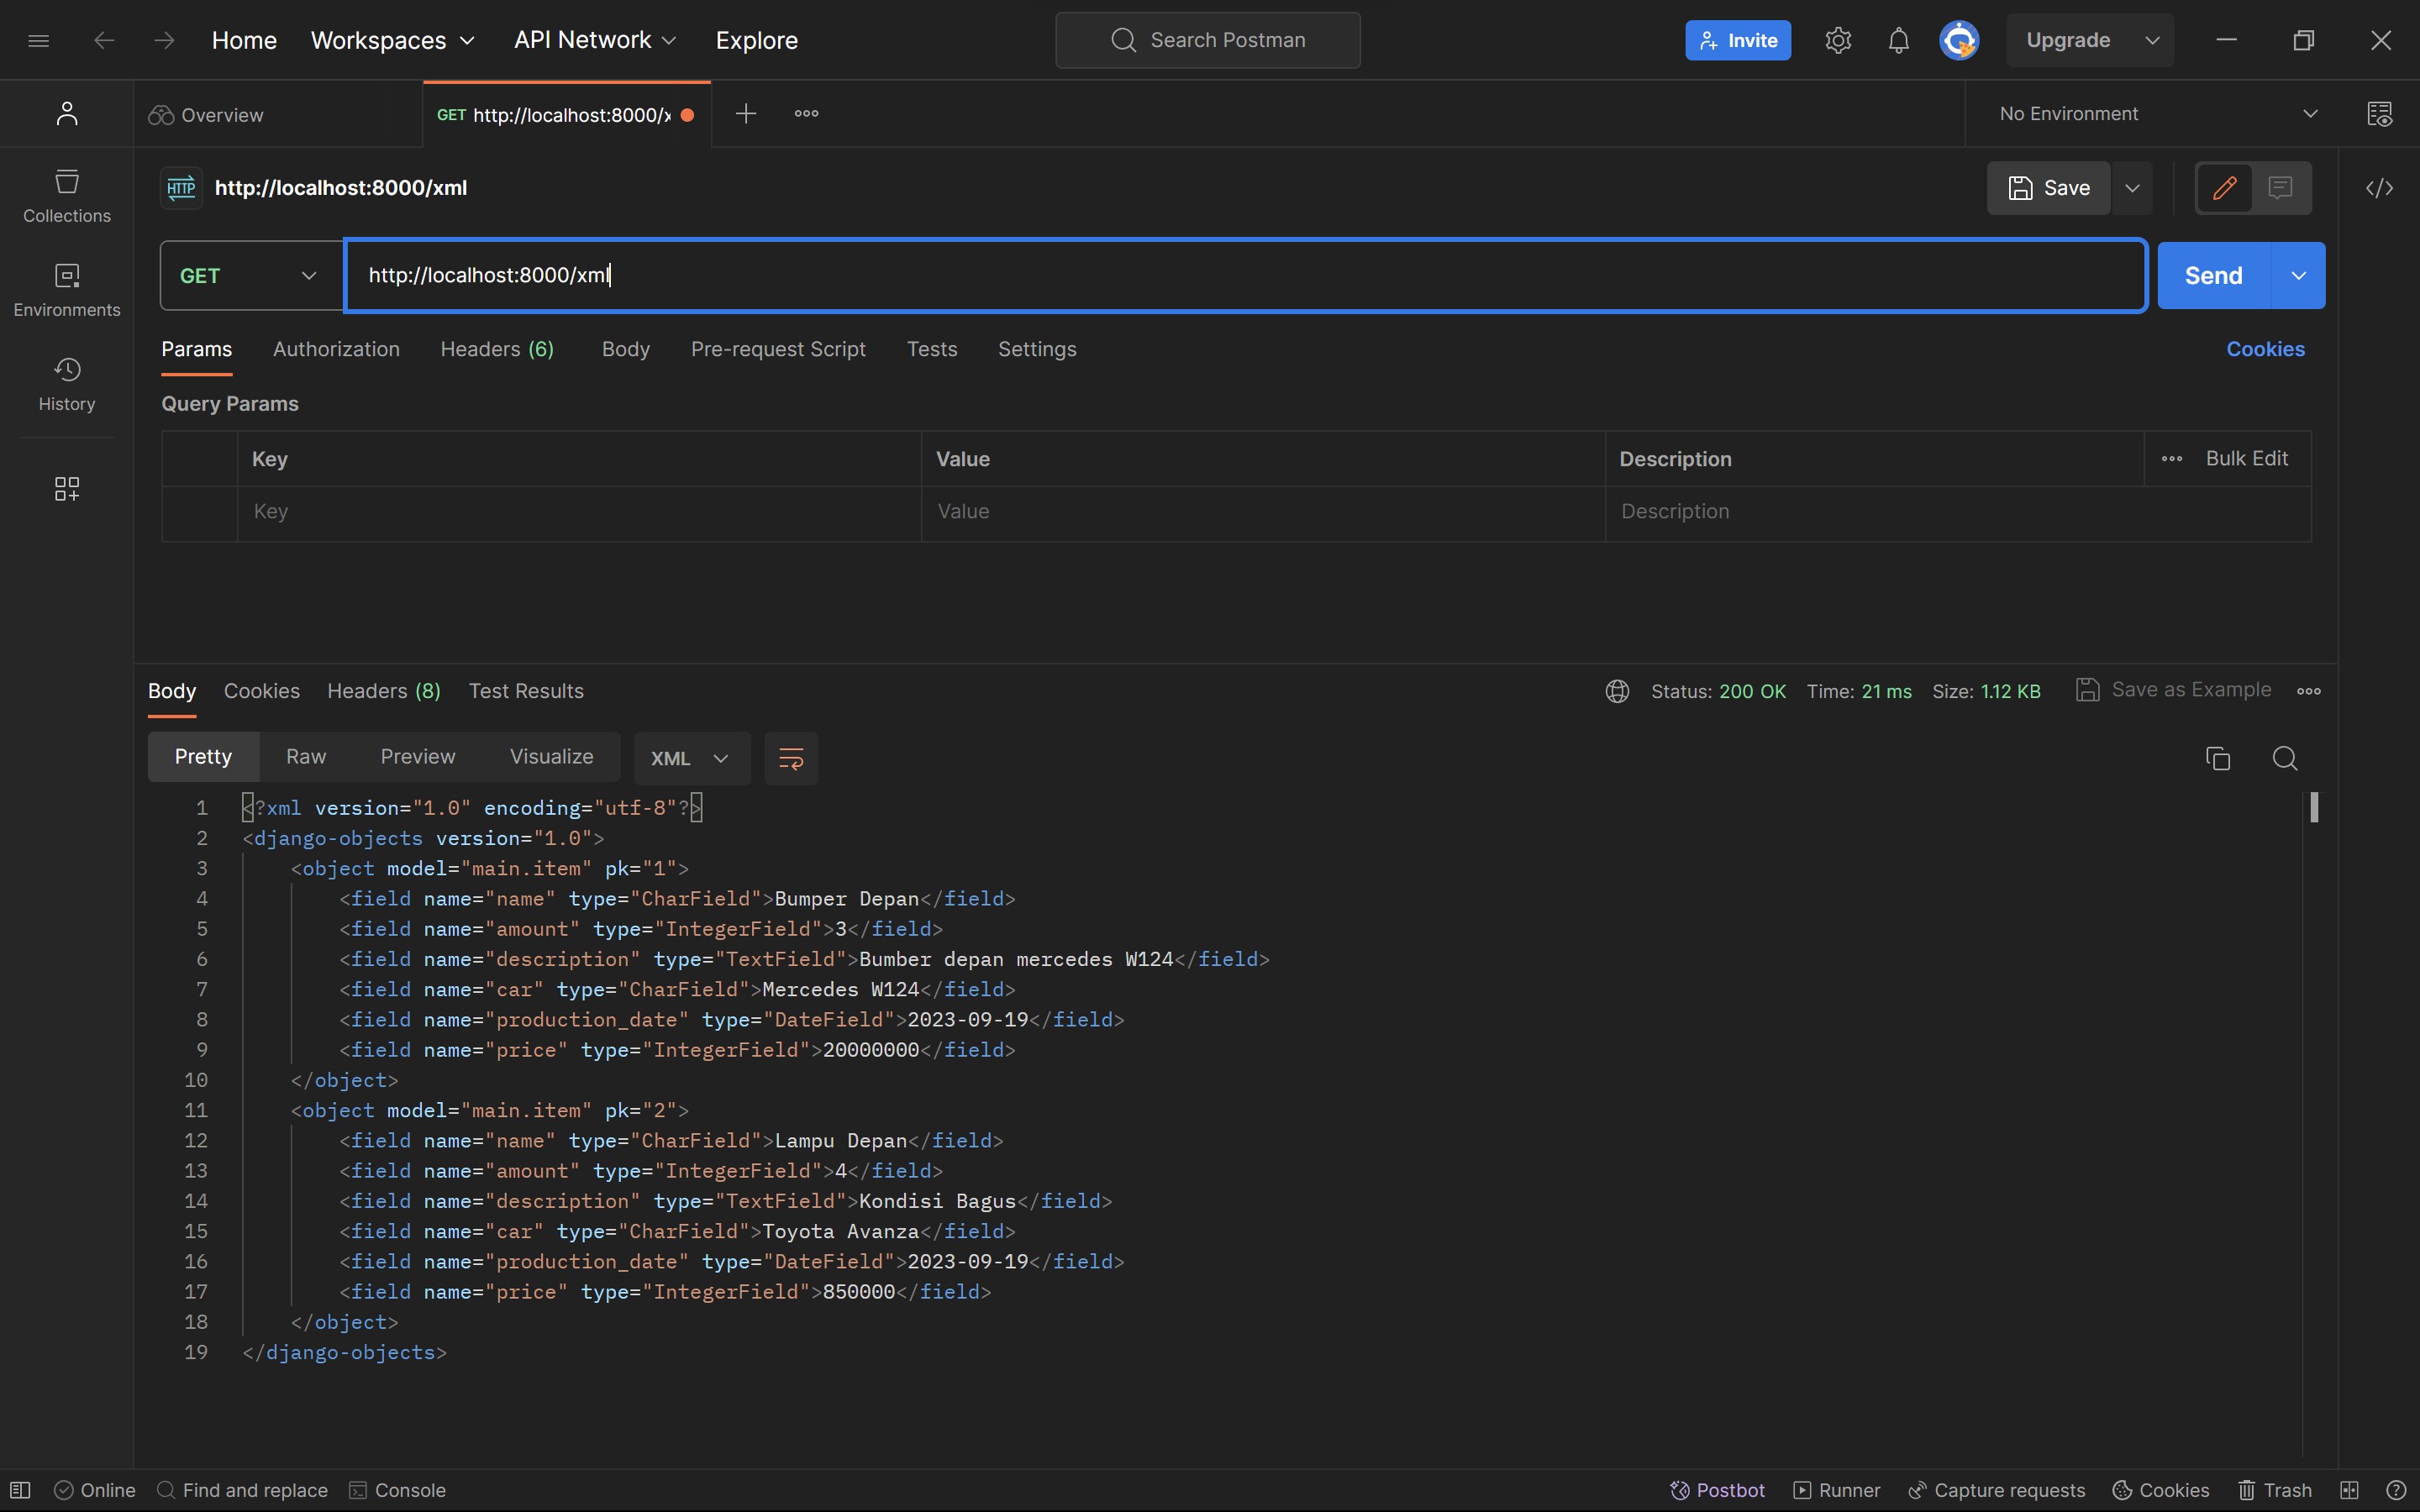 Home Workspaces API Network Explore Search Postman Invite Upgrade
Overview GET http://localhost:8000/x No Environment
HTTP http://localhost:8000/xml Save
Collections
GET http://localhost:8000/xml Send
Environments
Params Authorization Headers (6) Body Pre-request Script Tests Settings Cookies
History
Query Params
Key Value Description Bulk Edit
Key Value Description
Body Cookies Headers (8) Test Results Status: 200 OK Time: 21 ms Size: 1.12 KB Save as Example
Pretty Raw Preview Visualize XML
1 <?xml version="1.0" encoding="utf-8"?>
2 <django-objects version="1.0">
3 <object model="main.item" pk="1">
4 <field name="name" type="CharField">Bumper Depan</field>
5 <field name="amount" type="IntegerField">3</field>
6 <field name="description" type="TextField">Bumber depan mercedes W124</field>
7 <field name="car" type="CharField">Mercedes W124</field>
8 <field name="production_date" type="DateField">2023-09-19</field>
9 <field name="price" type="IntegerField">20000000</field>
10 </object>
11 <object model="main.item" pk="2">
12 <field name="name" type="CharField">Lampu Depan</field>
13 <field name="amount" type="IntegerField">4</field>
14 <field name="description" type="TextField">Kondisi Bagus</field>
15 <field name="car" type="CharField">Toyota Avanza</field>
16 <field name="production_date" type="DateField">2023-09-19</field>
17 <field name="price" type="IntegerField">850000</field>
18 </object>
19 </django-objects>
Online Find and replace Console Postbot Runner Capture requests Cookies Trash